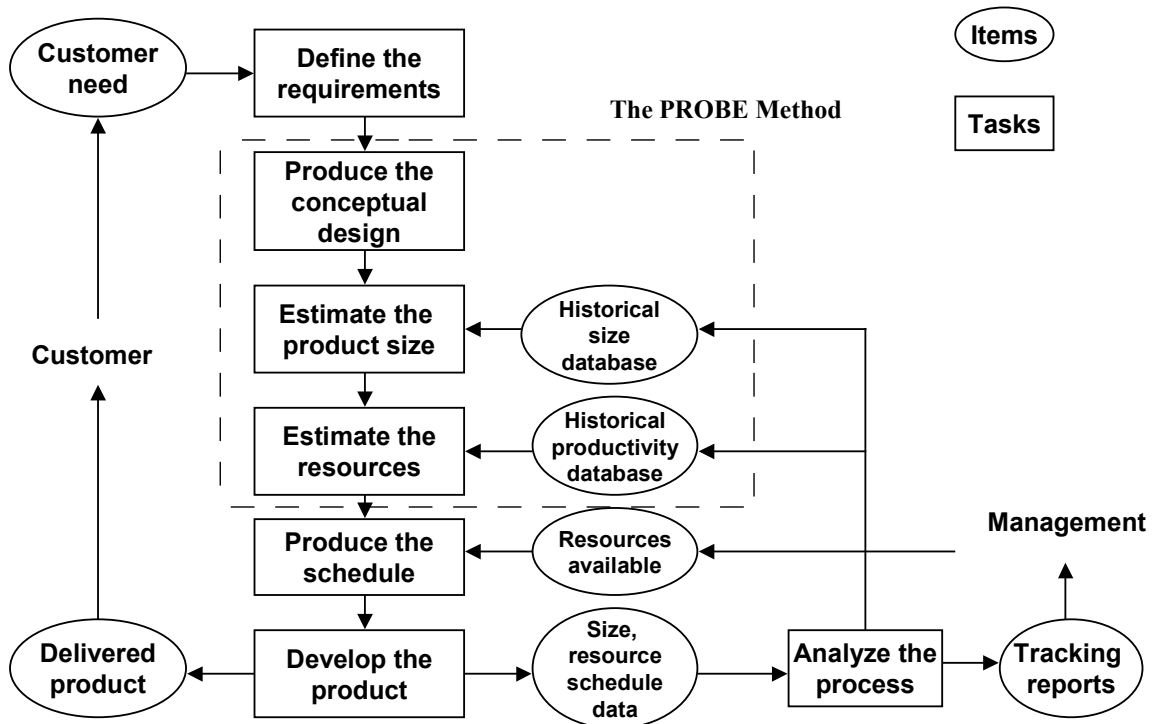 Customer
need
Define the
requirements
Items
The PROBE Method
Tasks
Produce the
conceptual
design
Estimate the
product size
Historical
size
database
Customer
Estimate the
resources
Historical
productivity
database
Produce the
schedule
Resources
available
Management
Delivered
product
Develop the
product
Size,
resource
schedule
data
Analyze the
process
Tracking
reports